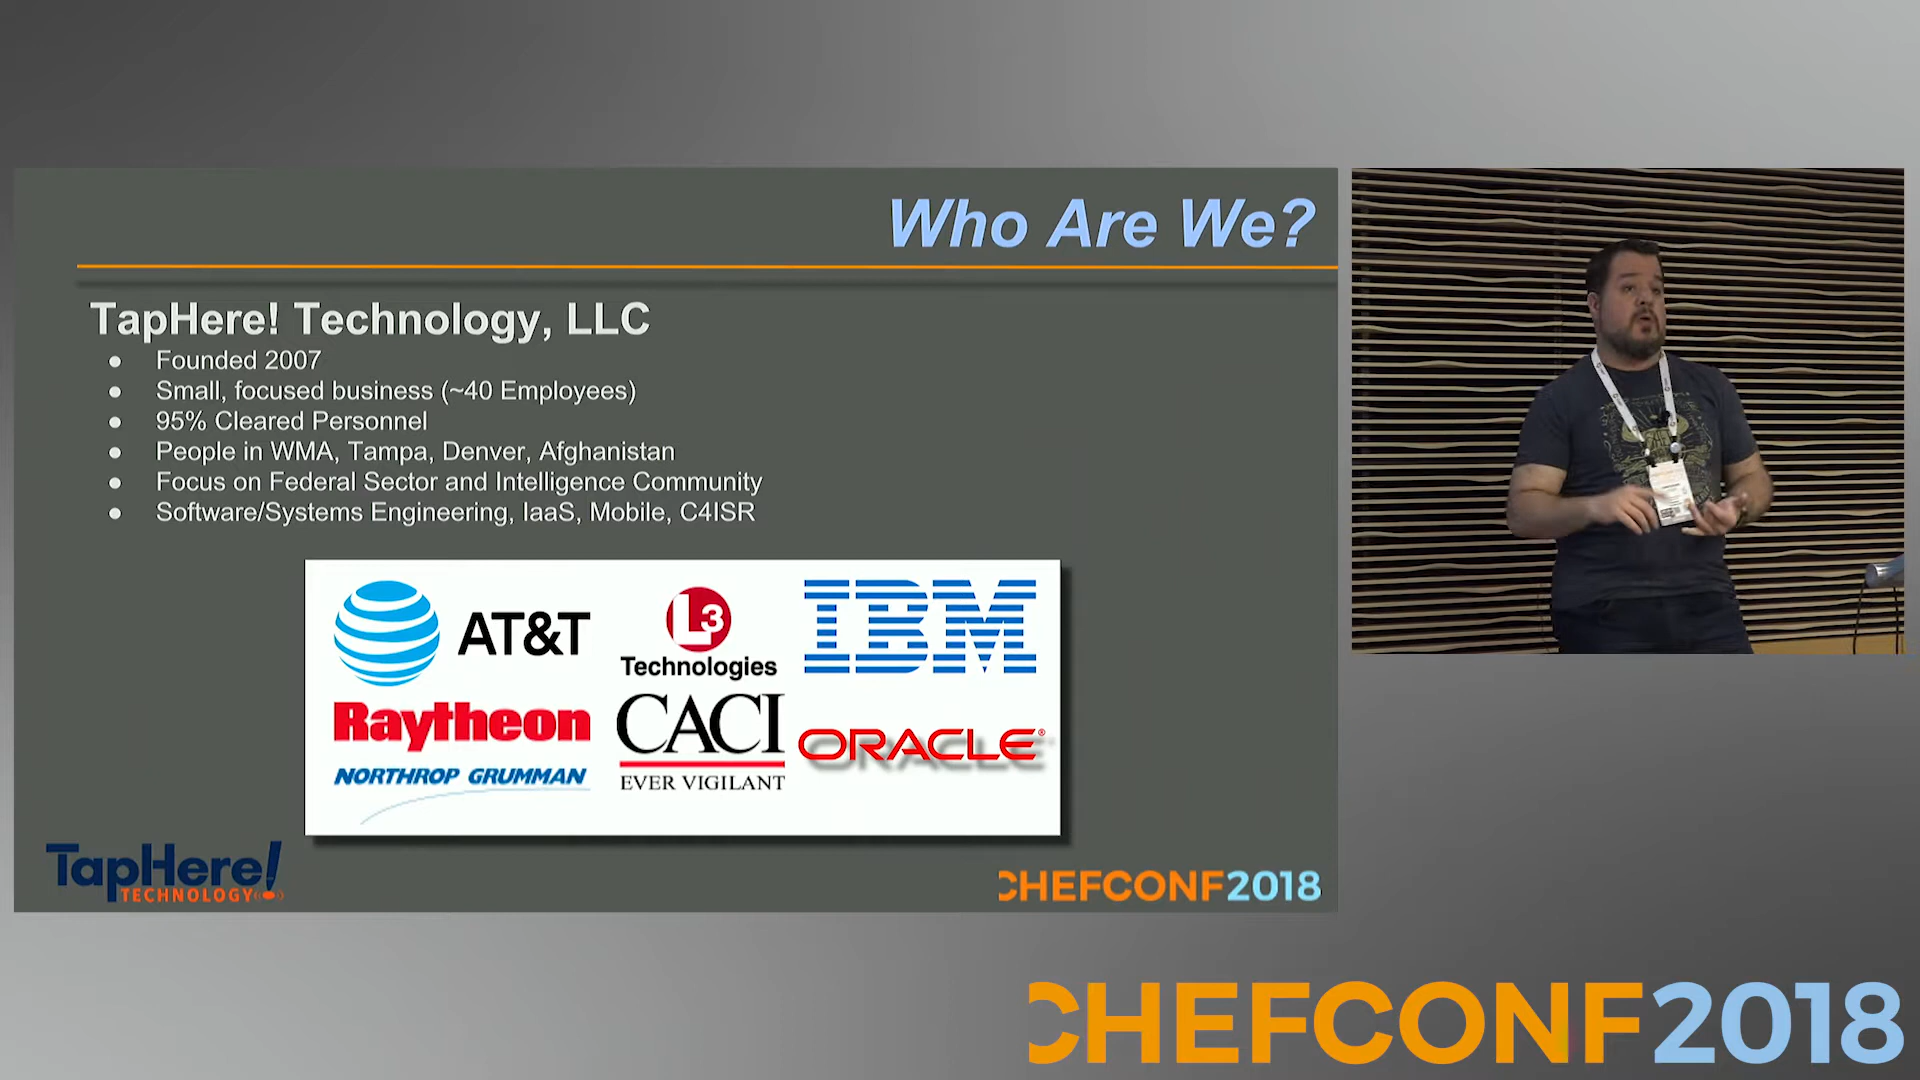 Who Are We?
TapHere! Technology, LLC
● Founded 2007
● Small, focused business (~40 Employees)
● 95% Cleared Personnel
● People in WMA, Tampa, Denver, Afghanistan
● Focus on Federal Sector and Intelligence Community
● Software/Systems Engineering, IaaS, Mobile, C4ISR
AT&T
L3
Technologies
IBM
Raytheon
CACI
EVER VIGILANT
ORACLE®
NORTHROP GRUMMAN
TapHere!
TECHNOLOGY
CHEFCONF2018
CHEFCONF2018